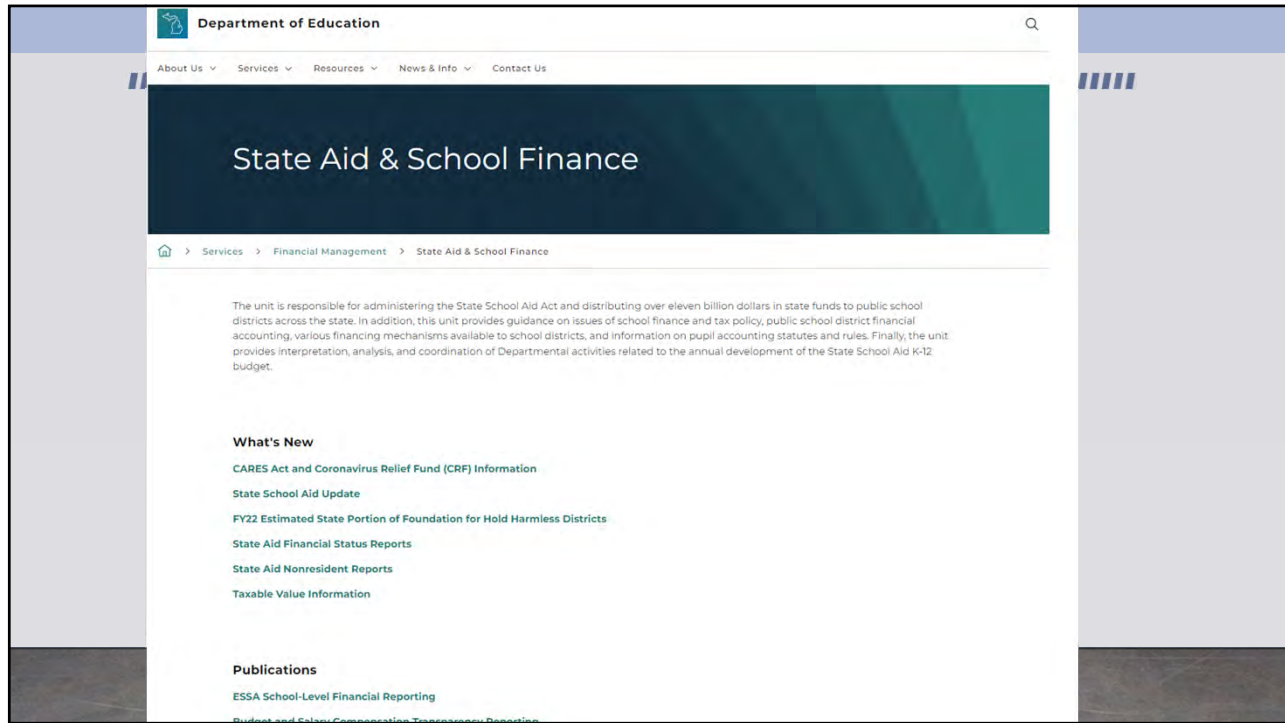 Department of Education
About Us Services Resources News & Info Contact Us
State Aid & School Finance
> Services > Financial Management > State Aid & School Finance
The unit is responsible for administering the State School Aid Act and distributing over eleven billion dollars in state funds to public school
districts across the state. In addition, this unit provides guidance on issues of school finance and tax policy, public school district financial
accounting, various financing mechanisms available to school districts, and information on pupil accounting statutes and rules. Finally, the unit
provides interpretation, analysis, and coordination of Departmental activities related to the annual development of the State School Aid K-12
budget.
What's New
CARES Act and Coronavirus Relief Fund (CRF) Information
State School Aid Update
FY22 Estimated State Portion of Foundation for Hold Harmless Districts
State Aid Financial Status Reports
State Aid Nonresident Reports
Taxable Value Information
Publications
ESSA School-Level Financial Reporting
Budget and Salary Compensation Transparency Reporting